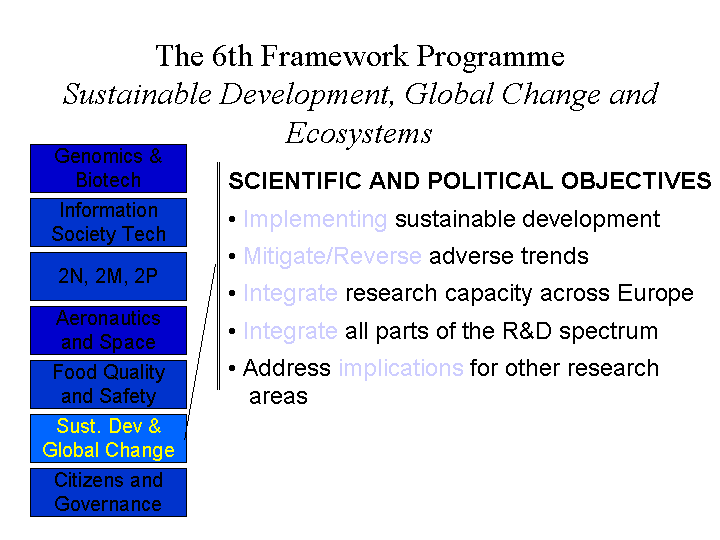 The 6th Framework Programme
Sustainable Development, Global Change and
Ecosystems
Genomics &
Biotech
Information
Society Tech
2N, 2M, 2P
Aeronautics
and Space
Food Quality
and Safety
Sust. Dev &
Global Change
Citizens and
Governance
SCIENTIFIC AND POLITICAL OBJECTIVES
• Implementing sustainable development
• Mitigate/Reverse adverse trends
• Integrate research capacity across Europe
• Integrate all parts of the R&D spectrum
• Address implications for other research
areas